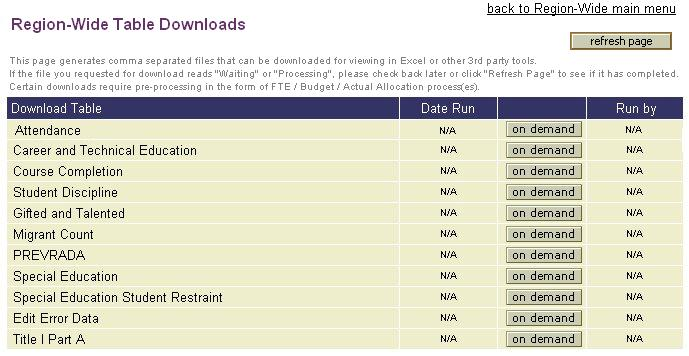 back to Region-Wide main menu
Region-Wide Table Downloads
refresh page
This page generates comma separated files that can be downloaded for viewing in Excel or other 3rd party tools.
If the file you requested for download reads "Waiting" or "Processing", please check back later or click "Refresh Page" to see if it has completed.
Certain downloads require pre-processing in the form of FTE / Budget / Actual Allocation process(es).
Download Table Date Run Run by
Attendance N/A on demand N/A
Career and Technical Education N/A on demand N/A
Course Completion N/A on demand N/A
Student Discipline N/A on demand N/A
Gifted and Talented N/A on demand N/A
Migrant Count N/A on demand N/A
PREVRADA N/A on demand N/A
Special Education N/A on demand N/A
Special Education Student Restraint N/A on demand N/A
Edit Error Data N/A on demand N/A
Title I Part A N/A on demand N/A